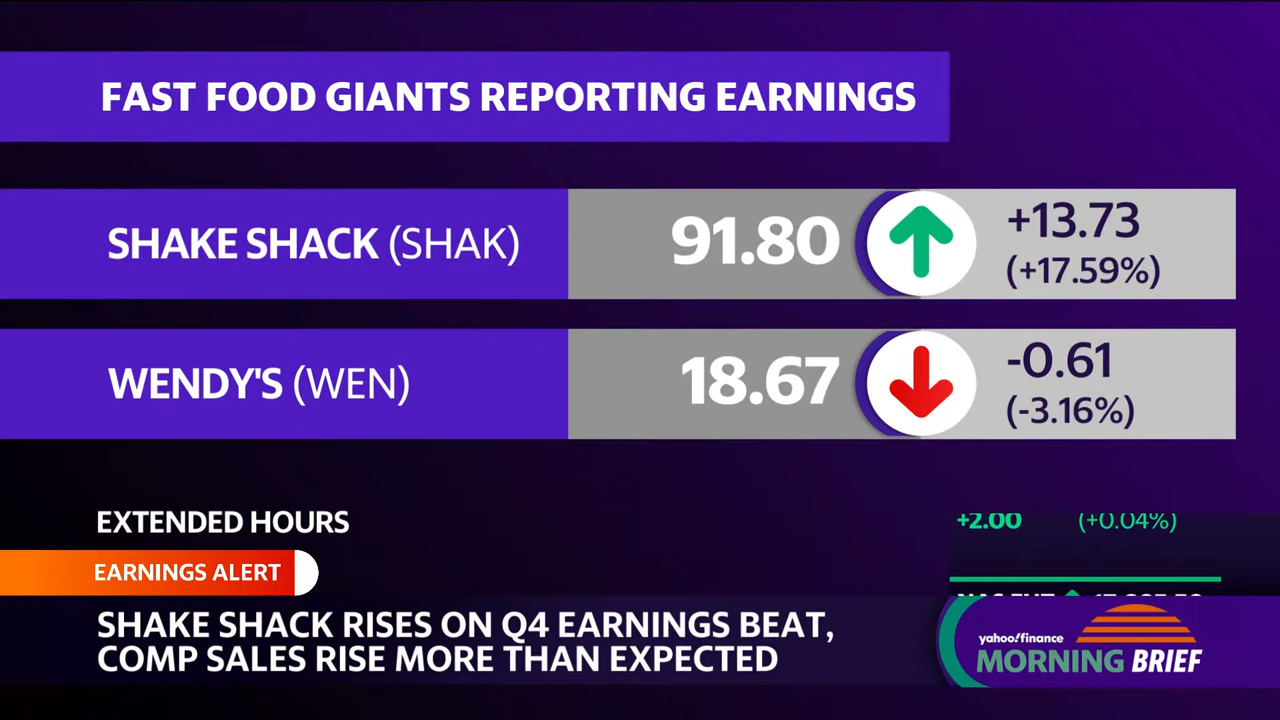 FAST FOOD GIANTS REPORTING EARNINGS
SHAKE SHACK (SHAK) 91.80 +13.73
(+17.59%)
WENDY'S (WEN) 18.67 -0.61
(-3.16%)
EXTENDED HOURS
+2.00 (+0.04%)
EARNINGS ALERT
SHAKE SHACK RISES ON Q4 EARNINGS BEAT,
COMP SALES RISE MORE THAN EXPECTED
yahoo!finance
MORNING BRIEF